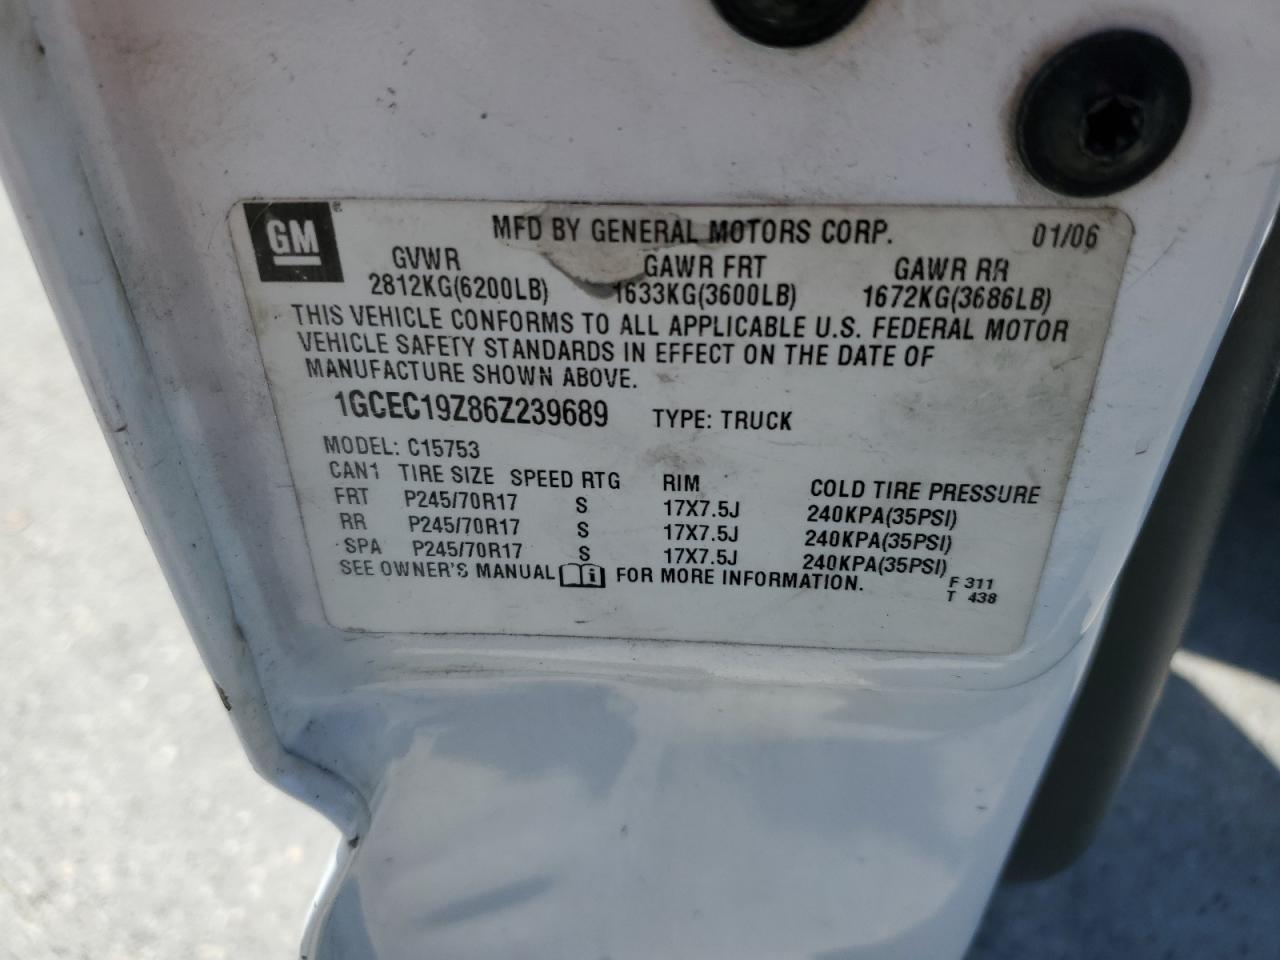 GM®
MFD BY GENERAL MOTORS CORP. 01/06
GVWR GAWR FRT GAWR RR
2812KG(6200LB) 1633KG(3600LB) 1672KG(3686LB)
THIS VEHICLE CONFORMS TO ALL APPLICABLE U.S. FEDERAL MOTOR
VEHICLE SAFETY STANDARDS IN EFFECT ON THE DATE OF
MANUFACTURE SHOWN ABOVE.
1GCEC19Z86Z239689 TYPE: TRUCK
MODEL: C15753
CAN1 TIRE SIZE SPEED RTG RIM COLD TIRE PRESSURE
FRT P245/70R17 S 17X7.5J 240KPA(35PSI)
RR P245/70R17 S 17X7.5J 240KPA(35PSI)
SPA P245/70R17 S 17X7.5J 240KPA(35PSI)
SEE OWNER'S MANUAL i FOR MORE INFORMATION.
F 311
T 438